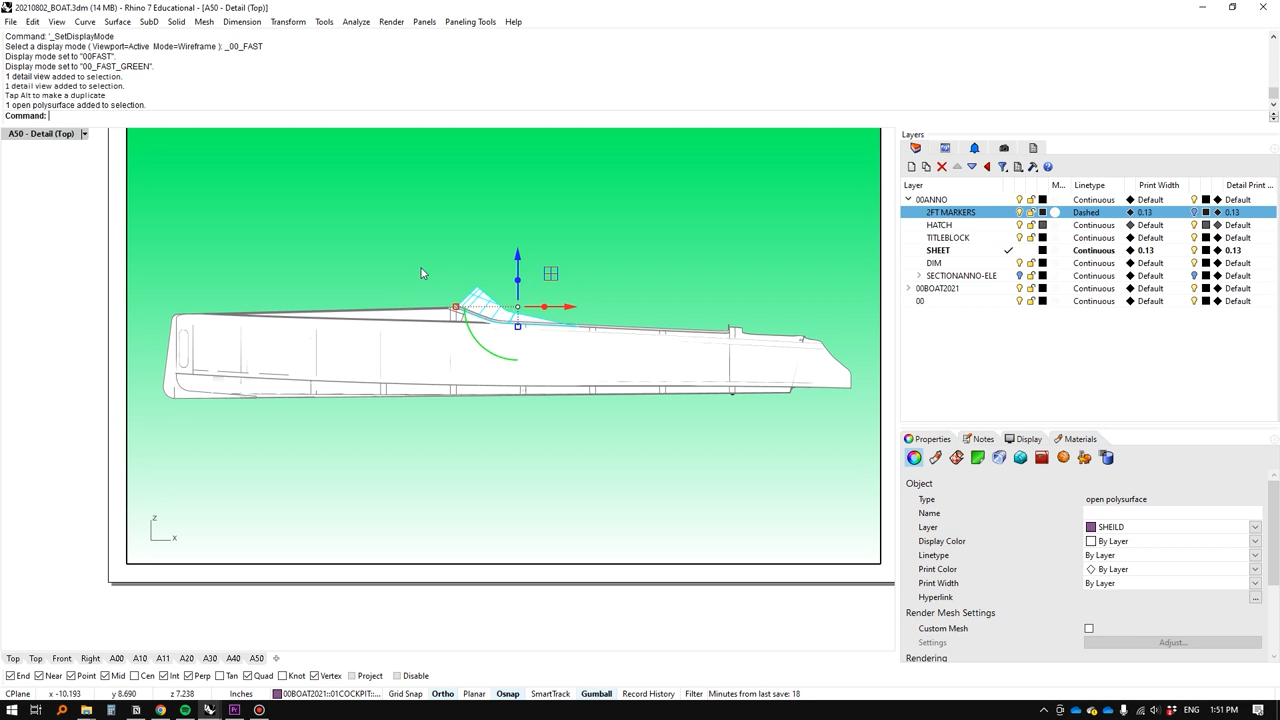 20210802_BOAT.3dm (14 MB) - Rhino 7 Educational - [A50 - Detail (Top)]
File Edit View Curve Surface SubD Solid Mesh Dimension Transform Tools Analyze Render Panels Paneling Tools Help
Command: '_SetDisplayMode
Select a display mode ( Viewport=Active Mode=Wireframe ): _00_FAST
Display mode set to "00FAST".
Display mode set to "00_FAST_GREEN".
1 detail view added to selection.
1 detail view added to selection.
Tap Alt to make a duplicate
1 open polysurface added to selection.
Command:
A50 - Detail (Top)
Layers
Layer M... Linetype Print Width Detail Print ...
00ANNO Continuous Default Default
2FT MARKERS Dashed 0.13 0.13
HATCH Continuous Default Default
TITLEBLOCK Continuous Default Default
SHEET Continuous 0.13 0.13
DIM Continuous Default Default
SECTIONANNO-ELE Continuous Default Default
00BOAT2021 Continuous Default Default
00 Continuous Default Default
Properties Notes Display Materials
Object
Type open polysurface
Name
Layer SHEILD
Display Color By Layer
Linetype By Layer
Print Color By Layer
Print Width By Layer
Hyperlink ...
Render Mesh Settings
Custom Mesh
Settings Adjust...
Rendering
z
x
Top Top Front Right A00 A10 A11 A20 A30 A40 A50
End Near Point Mid Cen Int Perp Tan Quad Knot Vertex Project Disable
CPlane x -10.193 y 8.690 z 7.238 Inches 00BOAT2021::01COCKPIT::... Grid Snap Ortho Planar Osnap SmartTrack Gumball Record History Filter Minutes from last save: 18
ENG 1:51 PM